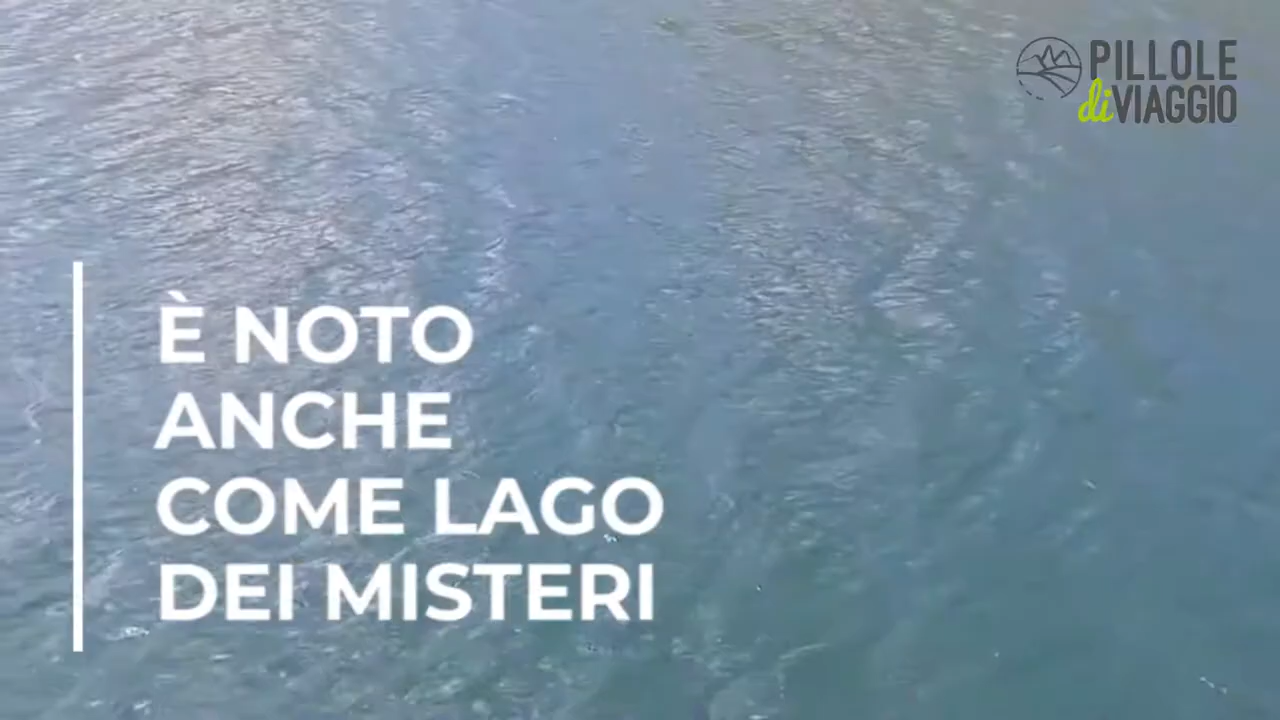 PILLOLE
diVIAGGIO
È NOTO
ANCHE
COME LAGO
DEI MISTERI